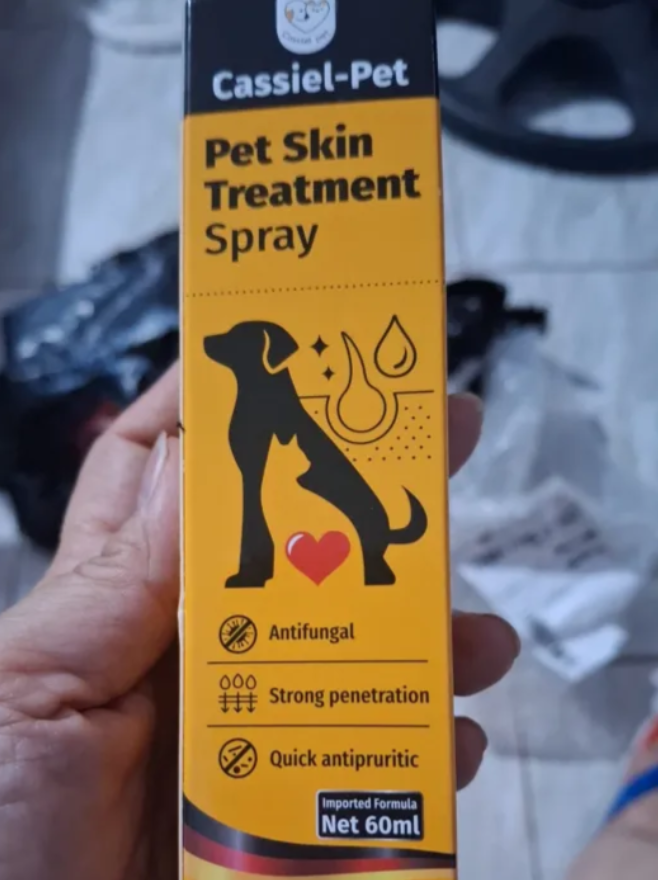 Cassiel-Pet
Pet Skin
Treatment
Spray
Antifungal
Strong penetration
Quick antipruritic
Imported Formula
Net 60ml